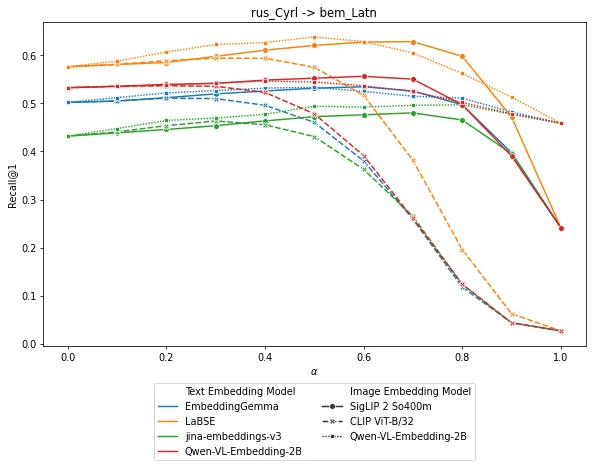 rus_Cyrl -> bem_Latn
Recall@1
0.6
0.5
0.4
0.3
0.2
0.1
0.0
0.0 0.2 0.4 0.6 0.8 1.0
α
Text Embedding Model
EmbeddingGemma
LaBSE
jina-embeddings-v3
Qwen-VL-Embedding-2B
Image Embedding Model
SigLIP 2 So400m
CLIP ViT-B/32
Qwen-VL-Embedding-2B